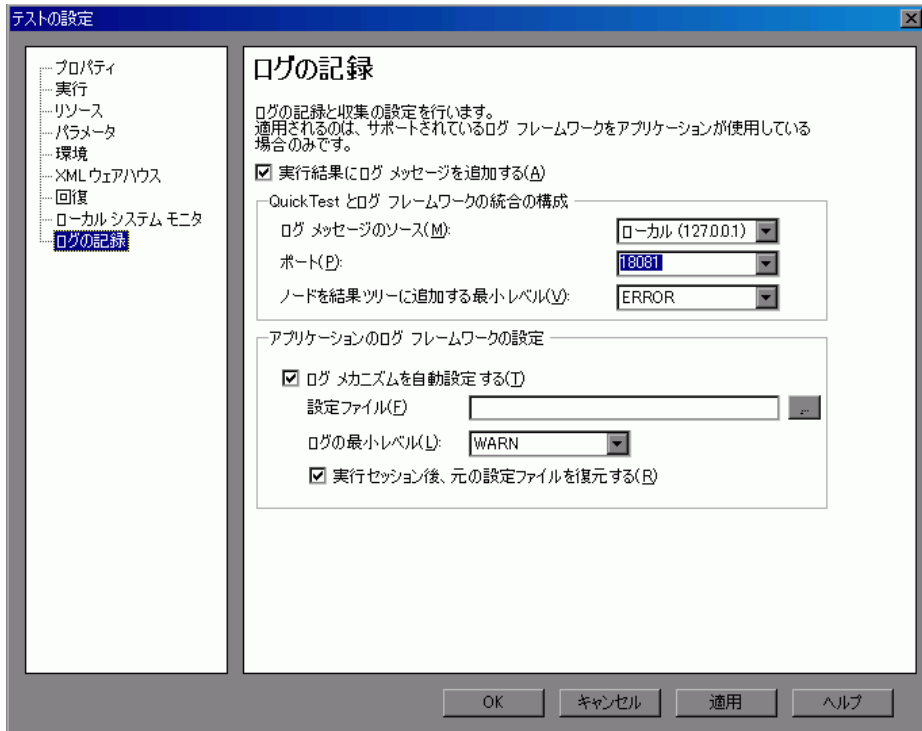 テストの設定
プロパティ
実行
リソース
パラメータ
環境
XML ウェアハウス
回復
ローカル システム モニタ
ログの記録
ログの記録
ログの記録と収集の設定を行います。
適用されるのは、サポートされているログ フレームワークをアプリケーションが使用している
場合のみです。
実行結果にログ メッセージを追加する(A)
QuickTest とログ フレームワークの統合の構成
ログ メッセージのソース(M):
ローカル (127.0.0.1)
ポート(P):
18081
ノードを結果ツリーに追加する最小レベル(V):
ERROR
アプリケーションのログ フレームワークの設定
ログ メカニズムを自動設定する(T)
設定ファイル(F)
...
ログの最小レベル(L):
WARN
実行セッション後、元の設定ファイルを復元する(R)
OK
キャンセル
適用
ヘルプ